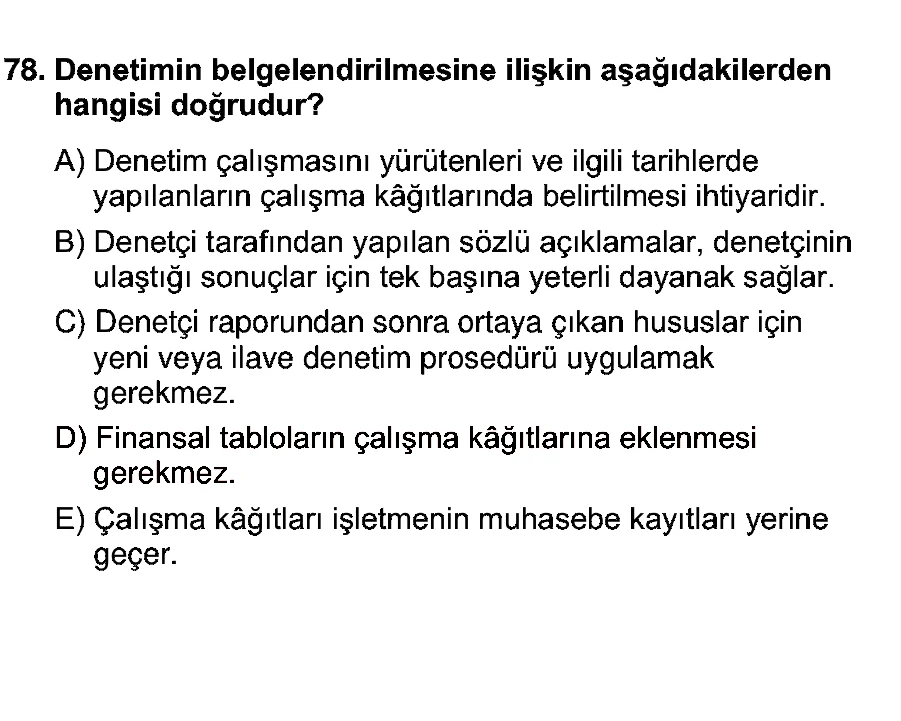 78. Denetimin belgelendirilmesine ilişkin aşağıdakilerden
hangisi doğrudur?
A) Denetim çalışmasını yürütenleri ve ilgili tarihlerde
yapılanların çalışma kâğıtlarında belirtilmesi ihtiyaridir.
B) Denetçi tarafından yapılan sözlü açıklamalar, denetçinin
ulaştığı sonuçlar için tek başına yeterli dayanak sağlar.
C) Denetçi raporundan sonra ortaya çıkan hususlar için
yeni veya ilave denetim prosedürü uygulamak
gerekmez.
D) Finansal tabloların çalışma kâğıtlarına eklenmesi
gerekmez.
E) Çalışma kâğıtları işletmenin muhasebe kayıtları yerine
geçer.